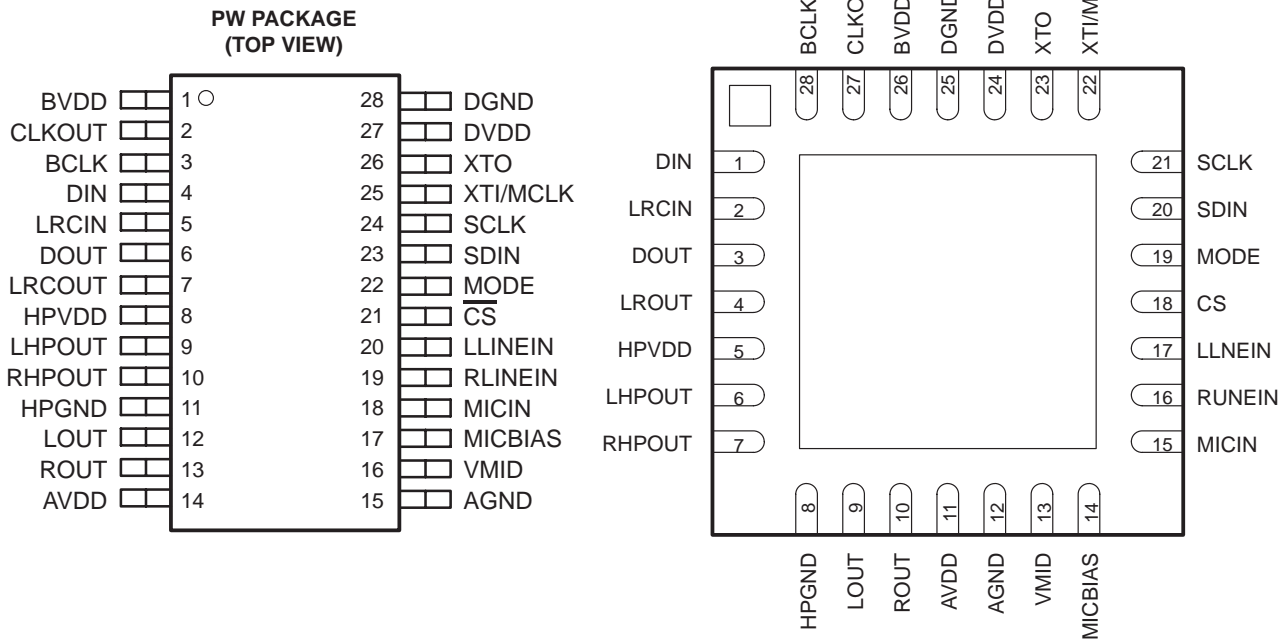 PW PACKAGE
(TOP VIEW)
BVDD 1 28 DGND
CLKOUT 2 27 DVDD
BCLK 3 26 XTO
DIN 4 25 XTI/MCLK
LRCIN 5 24 SCLK
DOUT 6 23 SDIN
LRCOUT 7 22 MODE
HPVDD 8 21 CS
LHPOUT 9 20 LLINEIN
RHPOUT 10 19 RLINEIN
HPGND 11 18 MICIN
LOUT 12 17 MICBIAS
ROUT 13 16 VMID
AVDD 14 15 AGND
BCLK CLKO BVDD DGND DVDD XTO XTI/M
28 27 26 25 24 23 22
DIN 1 21 SCLK
LRCIN 2 20 SDIN
DOUT 3 19 MODE
LROUT 4 18 CS
HPVDD 5 17 LLNEIN
LHPOUT 6 16 RUNEIN
RHPOUT 7 15 MICIN
8 9 10 11 12 13 14
HPGND LOUT ROUT AVDD AGND VMID MICBIAS